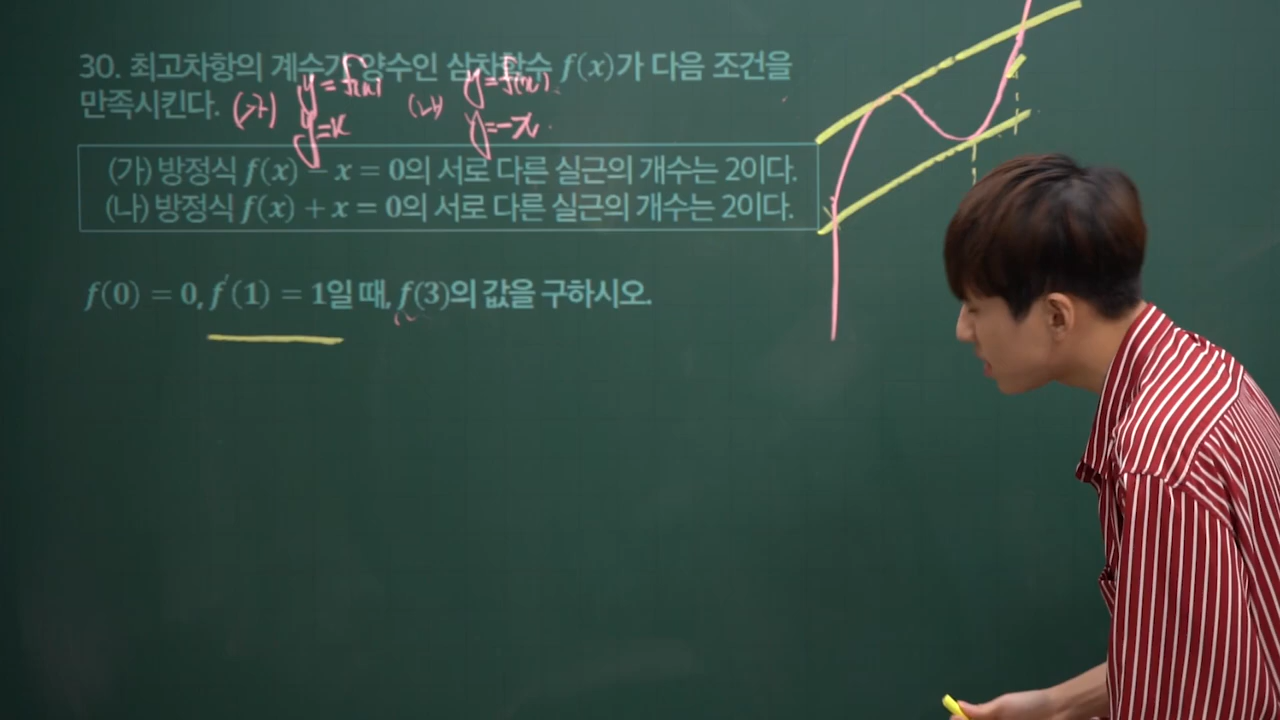 30. 최고차항의 계수가 양수인 삼차함수 f(x)가 다음 조건을
만족시킨다. (가) y=f(x) y=x (나) y=f(x). y=-x.
(가) 방정식 f(x) - x = 0의 서로 다른 실근의 개수는 2이다.
(나) 방정식 f(x) + x = 0의 서로 다른 실근의 개수는 2이다.
f(0) = 0, f'(1) = 1일 때, f(3)의 값을 구하시오.